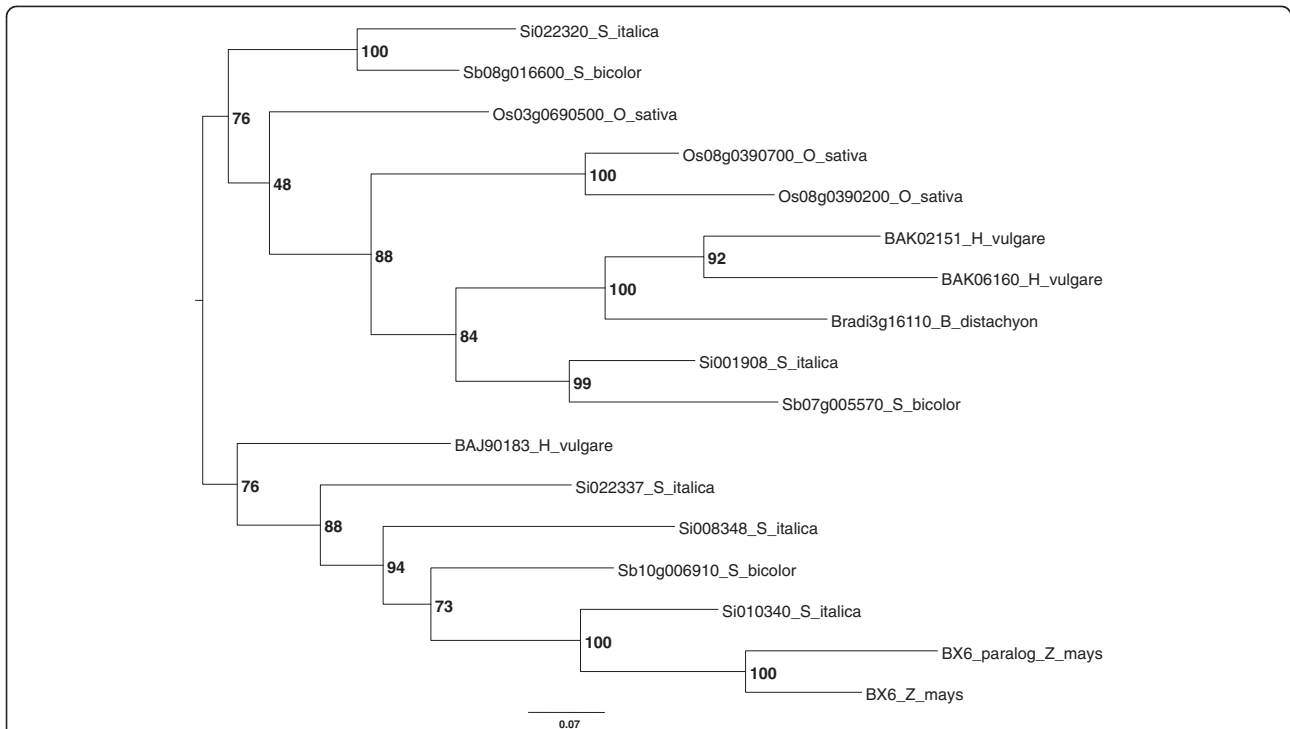 Si022320_S_italica
100
Sb08g016600_S_bicolor
76
Os03g0690500_O_sativa
48
Os08g0390700_O_sativa
100
Os08g0390200_O_sativa
88
BAK02151_H_vulgare
92
BAK06160_H_vulgare
100
Bradi3g16110_B_distachyon
84
Si001908_S_italica
99
Sb07g005570_S_bicolor
BAJ90183_H_vulgare
76
Si022337_S_italica
88
Si008348_S_italica
94
Sb10g006910_S_bicolor
73
Si010340_S_italica
100
BX6_paralog_Z_mays
100
BX6_Z_mays
0.07